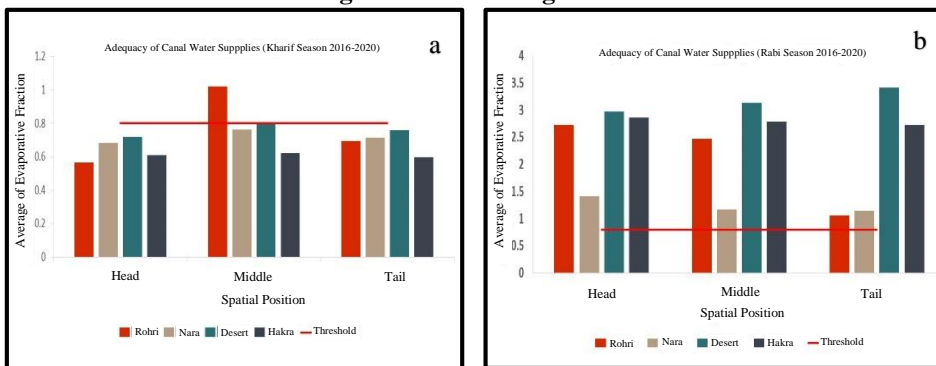 Adequacy of Canal Water Suppplies (Kharif Season 2016-2020)
a
Average of Evaporative Fraction
1.2
1
0.8
0.6
0.4
0.2
0
Head Middle Tail
Spatial Position
Rohri Nara Desert Hakra Threshold
Adequacy of Canal Water Suppplies (Rabi Season 2016-2020)
b
Average of Evaporative Fraction
4
3.5
3
2.5
2
1.5
1
0.5
0
Head Middle Tail
Spatial Position
Rohri Nara Desert Hakra Threshold